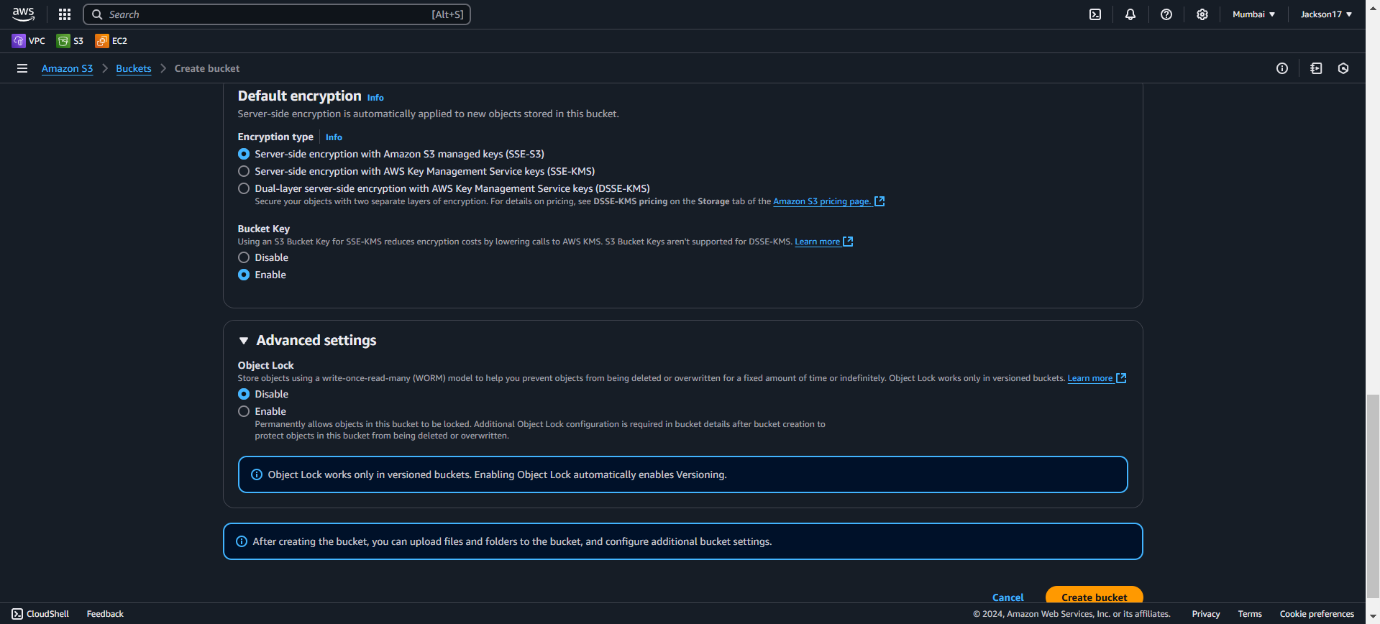 aws Search [Alt+S] Mumbai ▼ Jackson17 ▼
VPC S3 EC2
Amazon S3 > Buckets > Create bucket
Default encryption Info
Server-side encryption is automatically applied to new objects stored in this bucket.
Encryption type Info
Server-side encryption with Amazon S3 managed keys (SSE-S3)
Server-side encryption with AWS Key Management Service keys (SSE-KMS)
Dual-layer server-side encryption with AWS Key Management Service keys (DSSE-KMS)
Secure your objects with two separate layers of encryption. For details on pricing, see DSSE-KMS pricing on the Storage tab of the Amazon S3 pricing page.
Bucket Key
Using an S3 Bucket Key for SSE-KMS reduces encryption costs by lowering calls to AWS KMS. S3 Bucket Keys aren't supported for DSSE-KMS. Learn more
Disable
Enable
Advanced settings
Object Lock
Store objects using a write-once-read-many (WORM) model to help you prevent objects from being deleted or overwritten for a fixed amount of time or indefinitely. Object Lock works only in versioned buckets. Learn more
Disable
Enable
Permanently allows objects in this bucket to be locked. Additional Object Lock configuration is required in bucket details after bucket creation to
protect objects in this bucket from being deleted or overwritten.
Object Lock works only in versioned buckets. Enabling Object Lock automatically enables Versioning.
After creating the bucket, you can upload files and folders to the bucket, and configure additional bucket settings.
Cancel Create bucket
CloudShell Feedback © 2024, Amazon Web Services, Inc. or its affiliates. Privacy Terms Cookie preferences